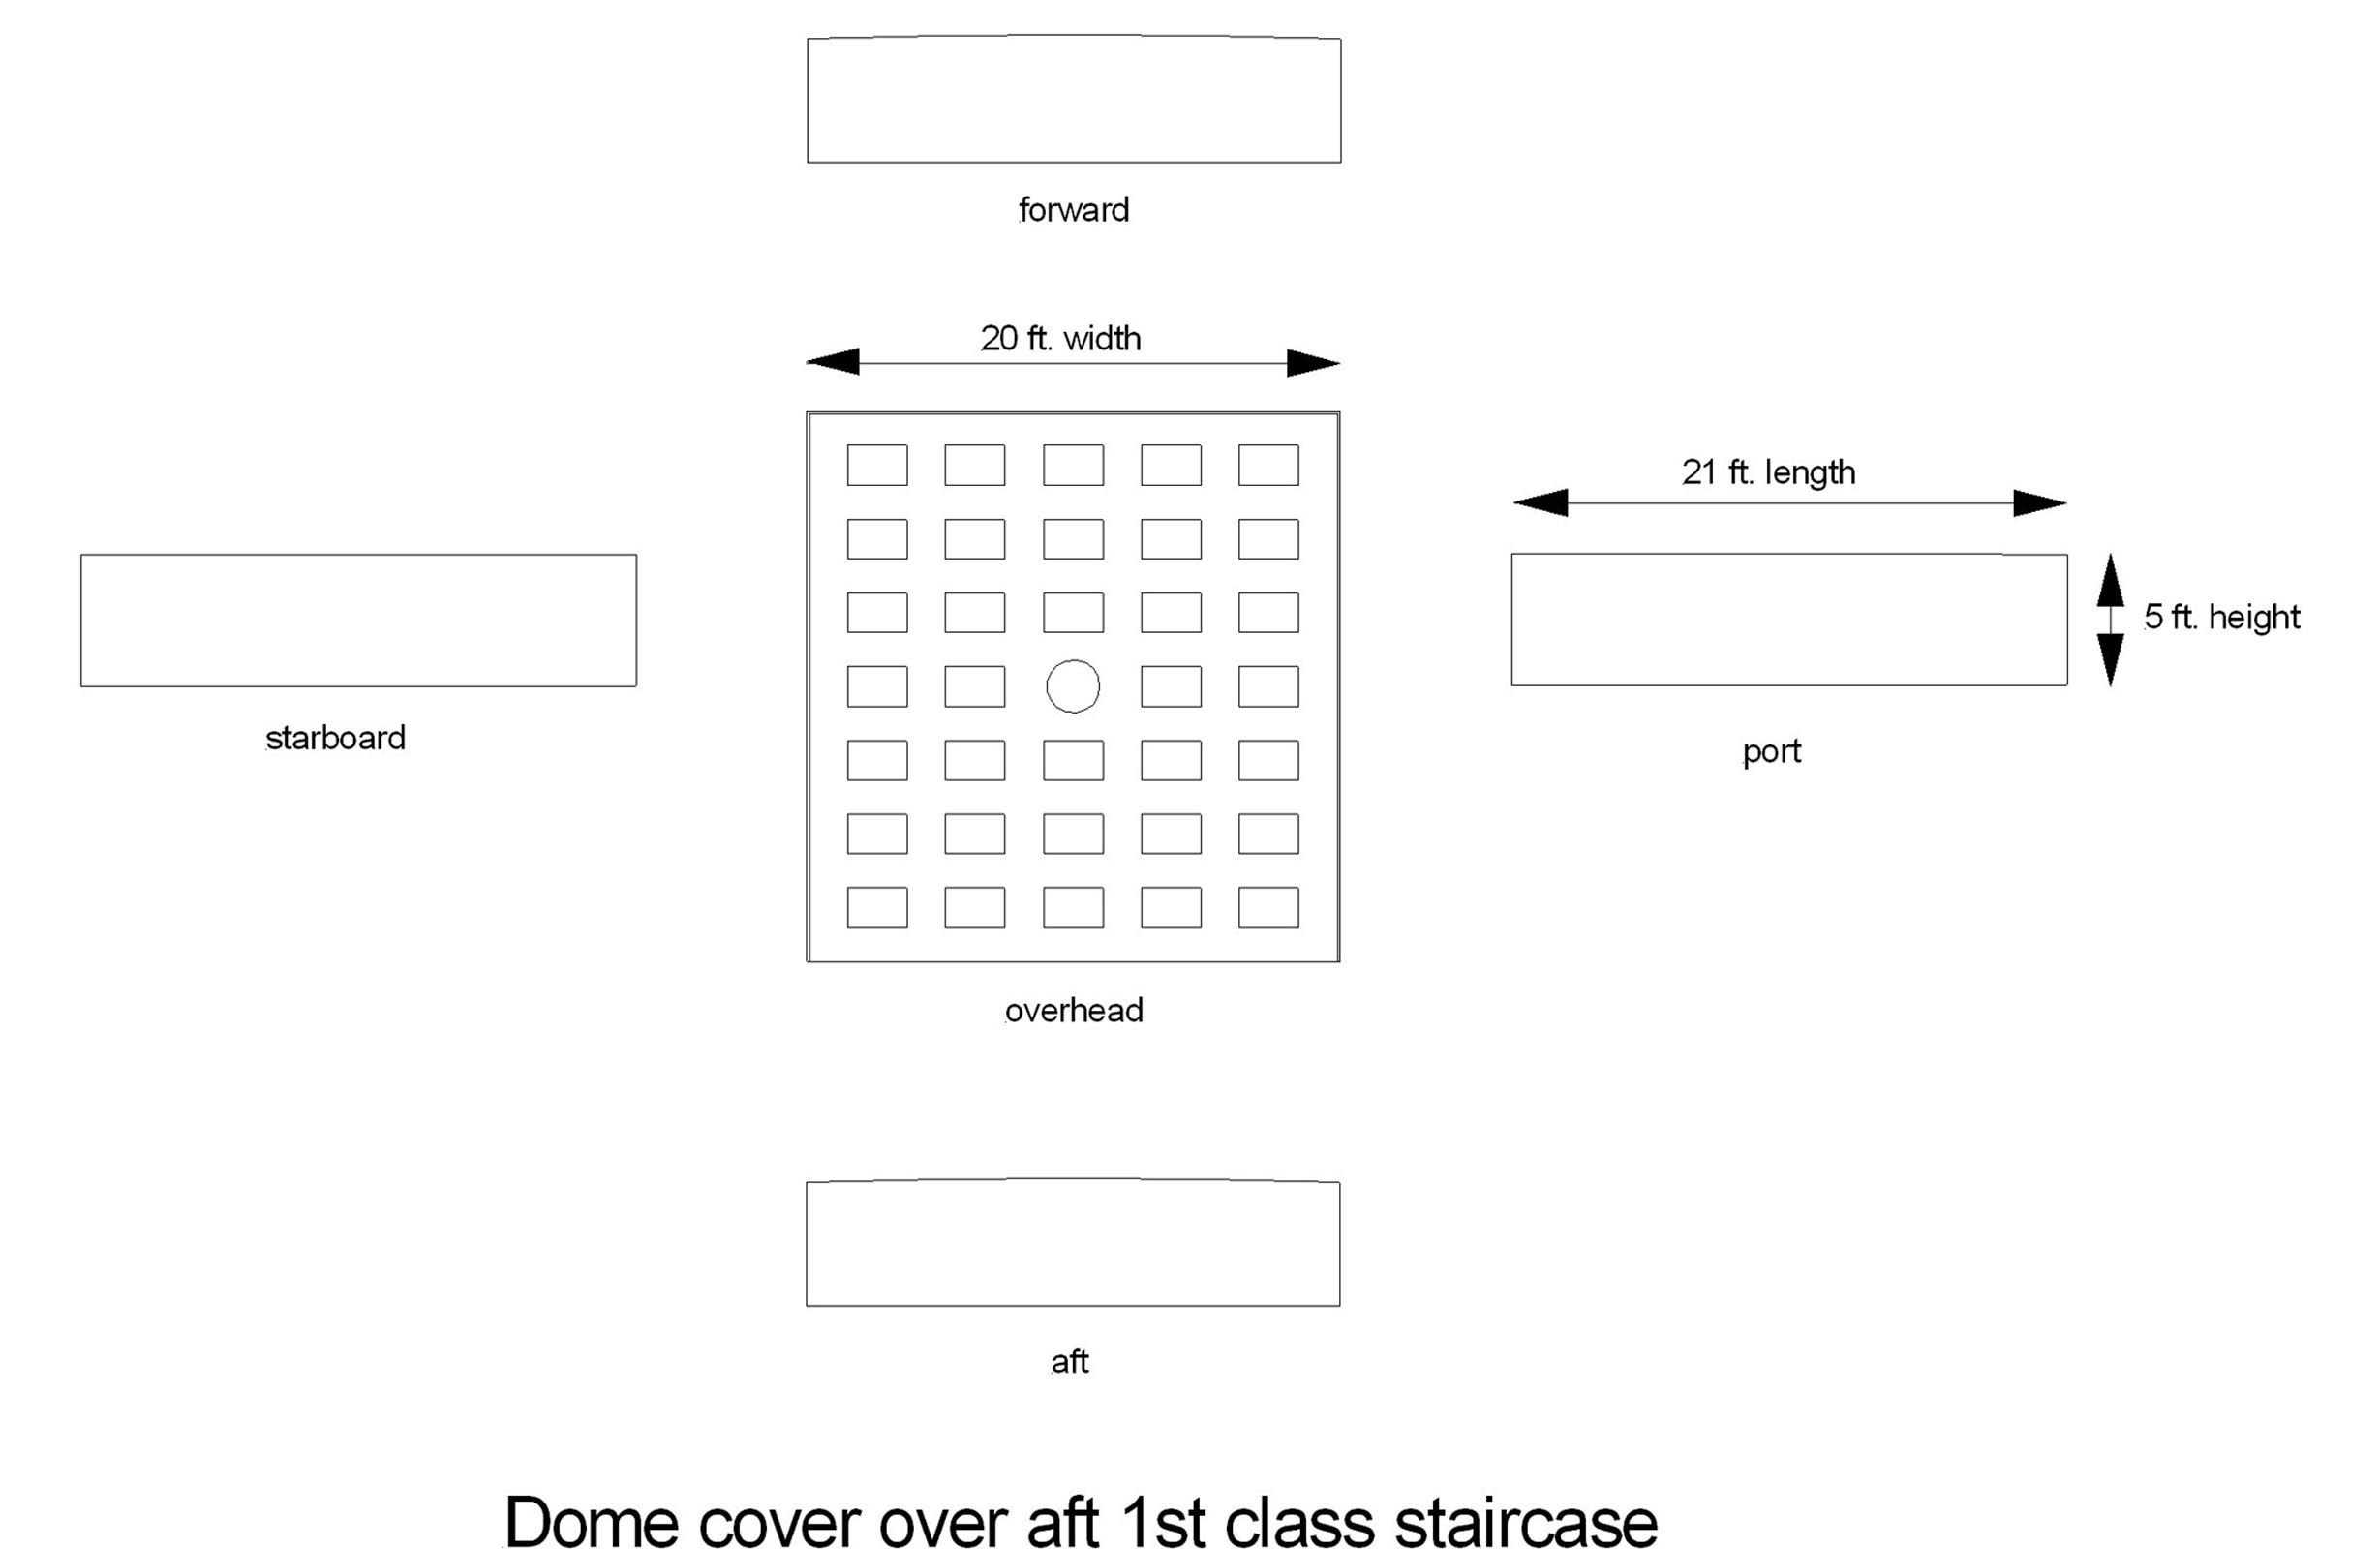 forward
20 ft. width
21 ft. length
5 ft. height
starboard
port
overhead
aft
Dome cover over aft 1st class staircase